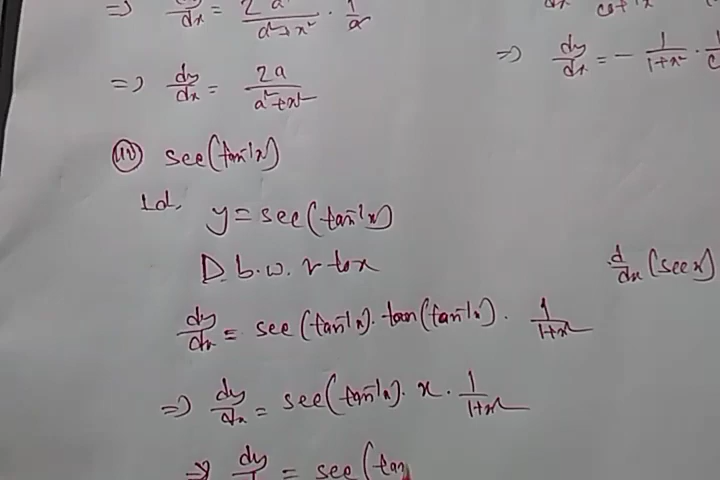 ⇒ dy/dx = 2a/(a²+x²) · 1/a
⇒ dy/dx = 2a/(a²+x²)
⇒ dy/dx = - 1/(1+x²) ·
(iv) sec(tan⁻¹x)
Ld. y = sec(tan⁻¹x)
D.b.w.r to x
d/dx (sec x)
dy/dx = sec(tan⁻¹x). tan(tan⁻¹x). 1/(1+x²)
⇒ dy/dx = sec(tan⁻¹x). x. 1/(1+x²)
⇒ dy/ = sec(tan